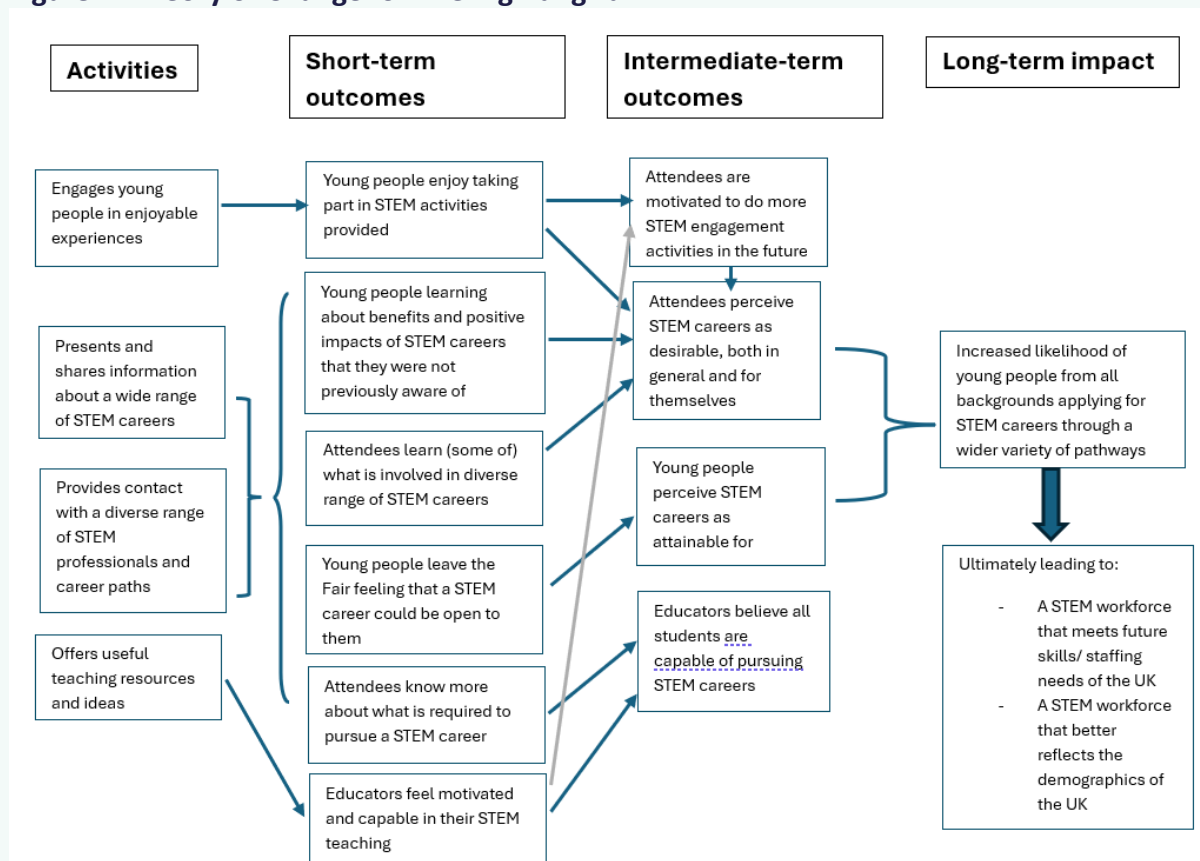 Activities
Short-term
outcomes
Intermediate-term
outcomes
Long-term impact
Engages young
people in enjoyable
experiences
Presents and
shares information
about a wide range
of STEM careers
Provides contact
with a diverse range
of STEM
professionals and
career paths
Offers useful
teaching resources
and ideas
Young people enjoy taking
part in STEM activities
provided
Young people learning
about benefits and positive
impacts of STEM careers
that they were not
previously aware of
Attendees learn (some of)
what is involved in diverse
range of STEM careers
Young people leave the
Fair feeling that a STEM
career could be open to
them
Attendees know more
about what is required to
pursue a STEM career
Educators feel motivated
and capable in their STEM
teaching
Attendees are
motivated to do more
STEM engagement
activities in the future
Attendees perceive
STEM careers as
desirable, both in
general and for
themselves
Young people
perceive STEM
careers as
attainable for
Educators believe all
students are
capable of pursuing
STEM careers
Increased likelihood of
young people from all
backgrounds applying for
STEM careers through a
wider variety of pathways
Ultimately leading to:
- A STEM workforce
that meets future
skills/ staffing
needs of the UK
- A STEM workforce
that better
reflects the
demographics of
the UK